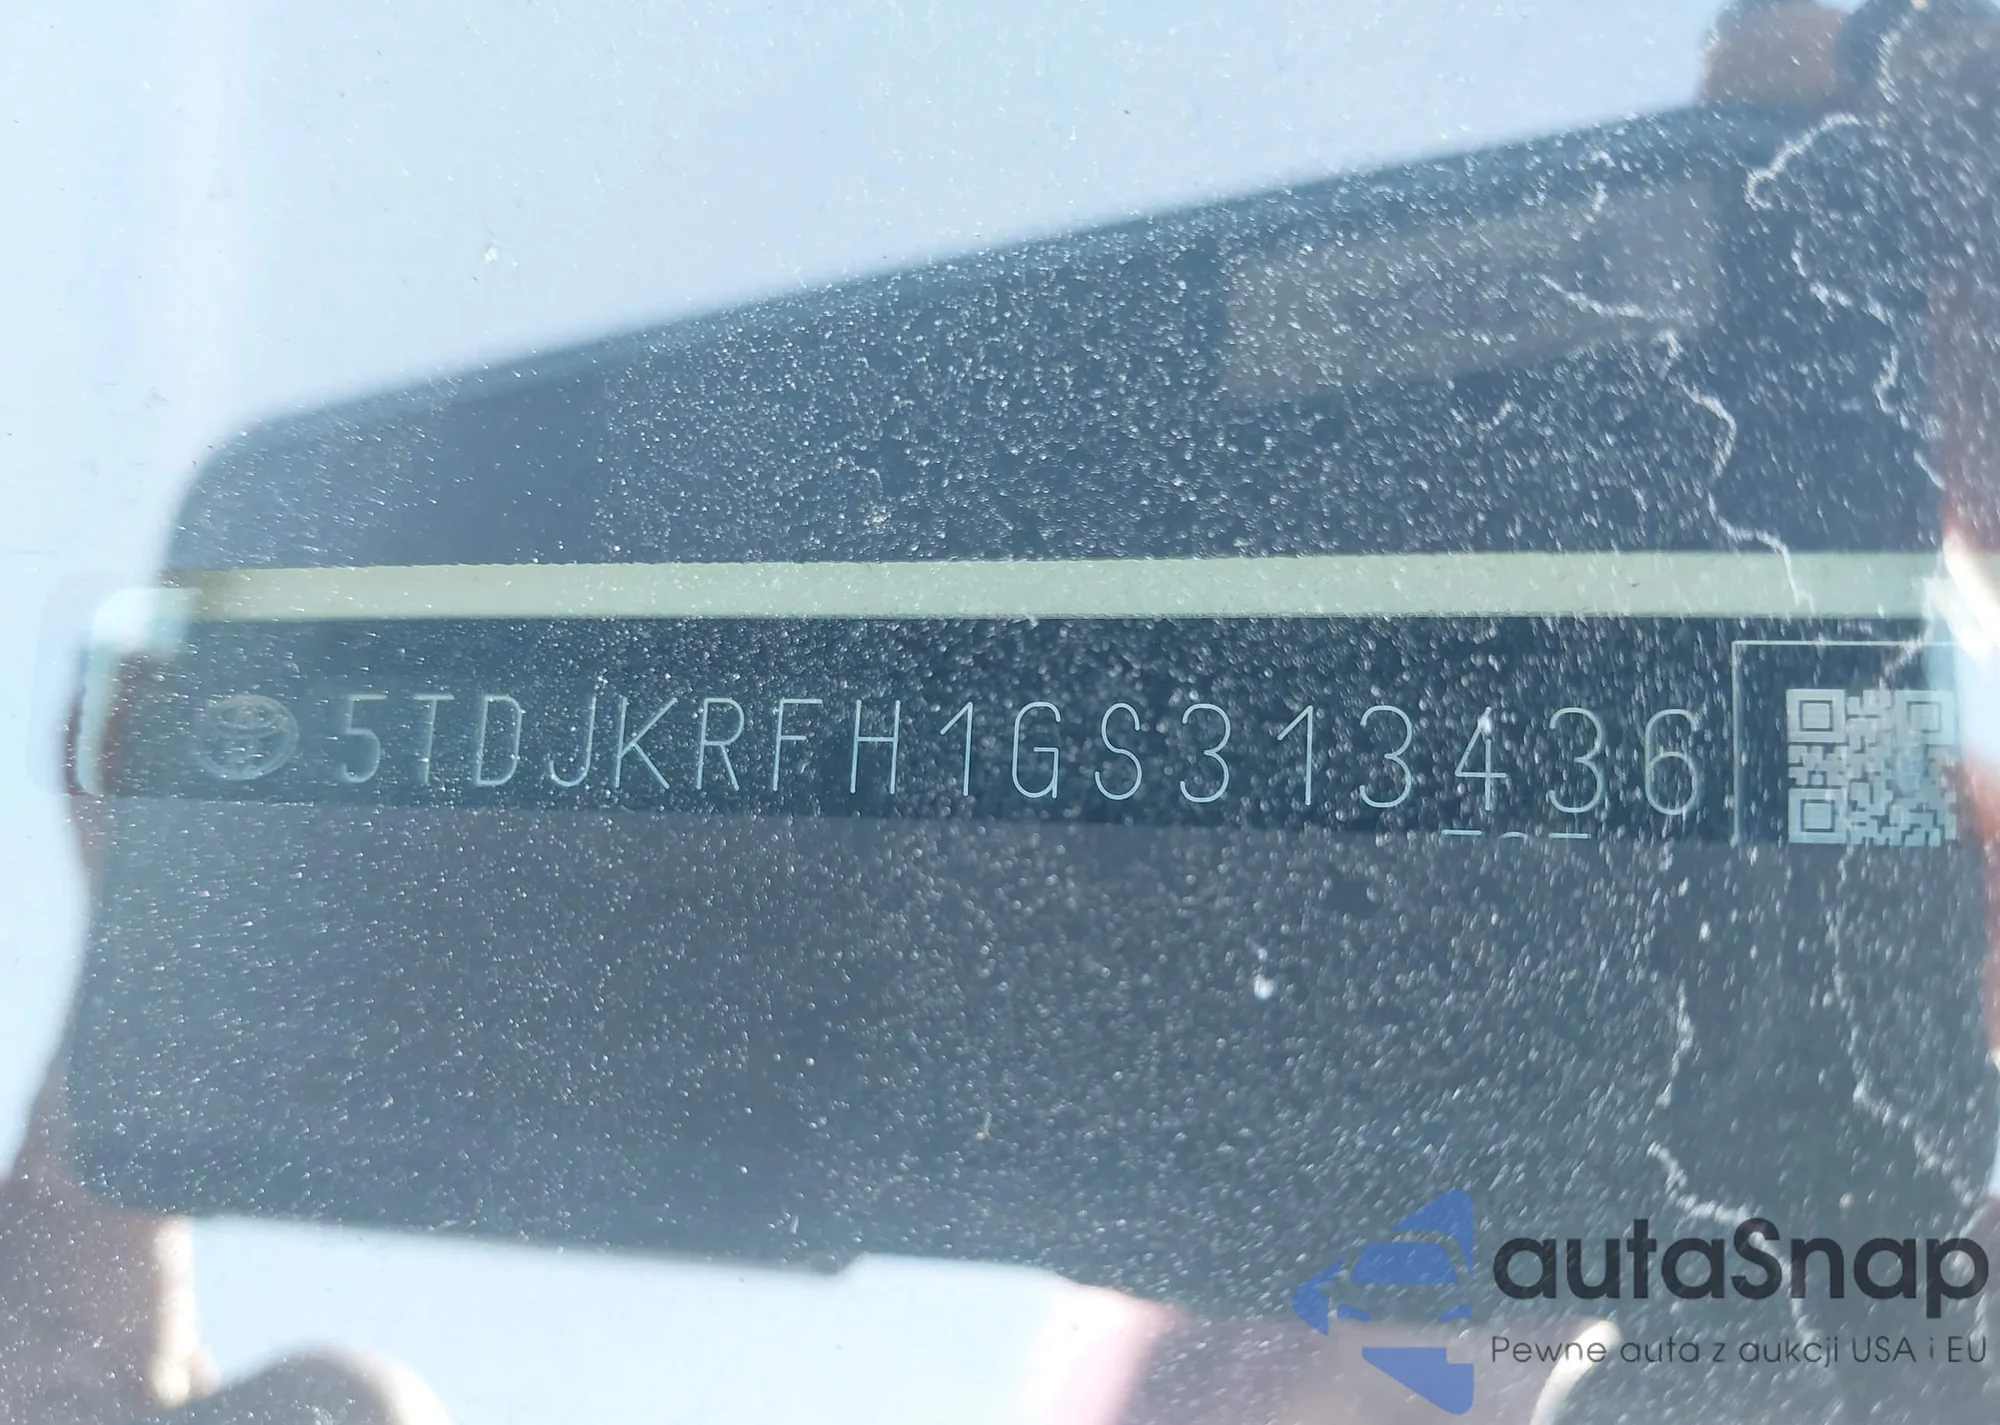 5TDJKRFH1GS313436
autaSnap
Pewne auta z aukcji USA i EU